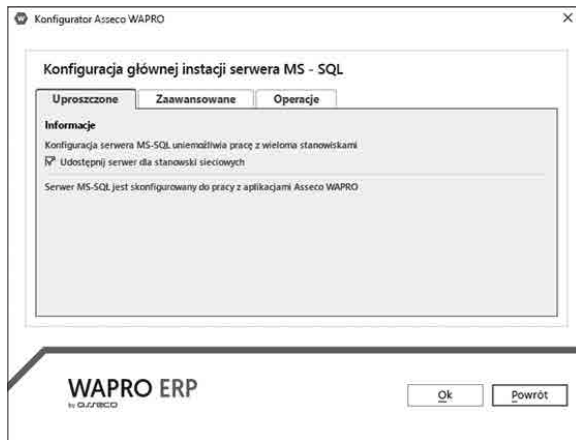 Konfigurator Asseco WAPRO
Konfiguracja głównej instacji serwera MS - SQL
Uproszczone Zaawansowane Operacje
Informacje
Konfiguracja serwera MS-SQL uniemożliwia pracę z wieloma stanowiskami
Udostępnij serwer dla stanowski sieciowych
Serwer MS-SQL jest skonfigurowany do pracy z aplikacjami Asseco WAPRO
WAPRO ERP
by asseco
Ok Powrót